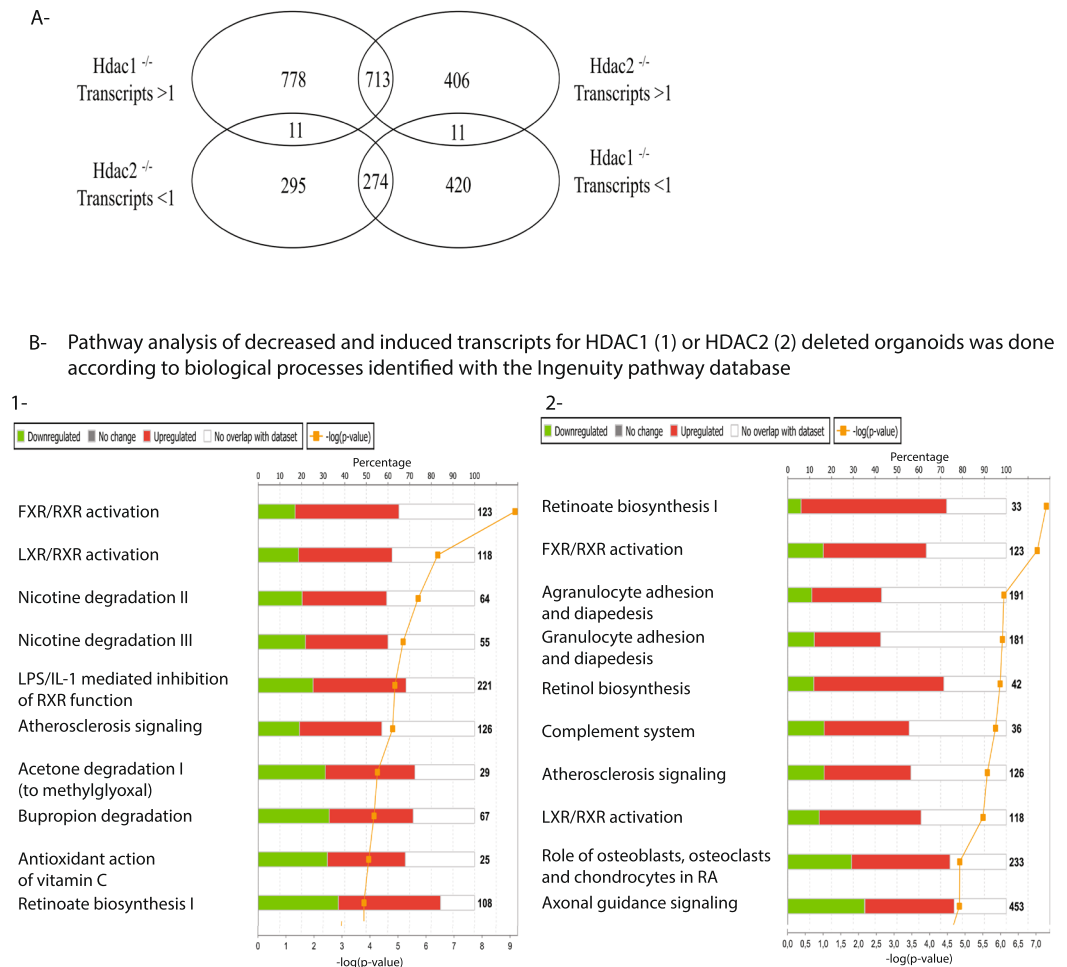 A-
Hdac1 -/-
Transcripts >1
778
713
406
Hdac2 -/-
Transcripts >1
11
11
Hdac2 -/-
Transcripts <1
295
274
420
Hdac1 -/-
Transcripts <1
B- Pathway analysis of decreased and induced transcripts for HDAC1 (1) or HDAC2 (2) deleted organoids was done
according to biological processes identified with the Ingenuity pathway database
1-
Downregulated No change Upregulated No overlap with dataset -log(p-value)
Percentage
0 10 20 30 40 50 60 70 80 90 100
FXR/RXR activation 123
LXR/RXR activation 118
Nicotine degradation II 64
Nicotine degradation III 55
LPS/IL-1 mediated inhibition
of RXR function 221
Atherosclerosis signaling 126
Acetone degradation I
(to methylglyoxal) 29
Bupropion degradation 67
Antioxidant action
of vitamin C 25
Retinoate biosynthesis I 108
0 1 2 3 4 5 6 7 8 9
-log(p-value)
2-
Downregulated No change Upregulated No overlap with dataset -log(p-value)
Percentage
0 10 20 30 40 50 60 70 80 90 100
Retinoate biosynthesis I 33
FXR/RXR activation 123
Agranulocyte adhesion
and diapedesis 191
Granulocyte adhesion
and diapedesis 181
Retinol biosynthesis 42
Complement system 36
Atherosclerosis signaling 126
LXR/RXR activation 118
Role of osteoblasts, osteoclasts
and chondrocytes in RA 233
Axonal guidance signaling 453
0,0 0,5 1,0 1,5 2,0 2,5 3,0 3,5 4,0 4,5 5,0 5,5 6,0 6,5 7,0
-log(p-value)